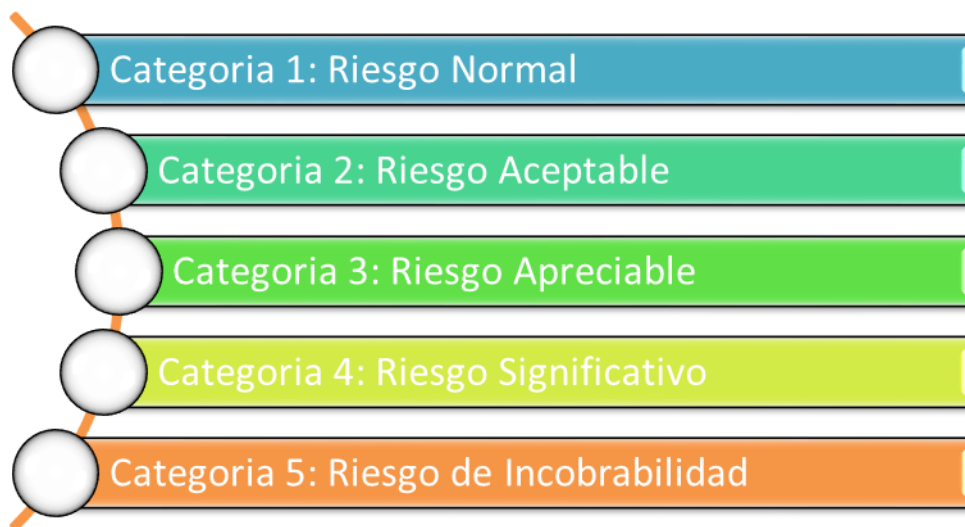 Categoria 1: Riesgo Normal
Categoria 2: Riesgo Aceptable
Categoria 3: Riesgo Apreciable
Categoria 4: Riesgo Significativo
Categoria 5: Riesgo de Incobrabilidad